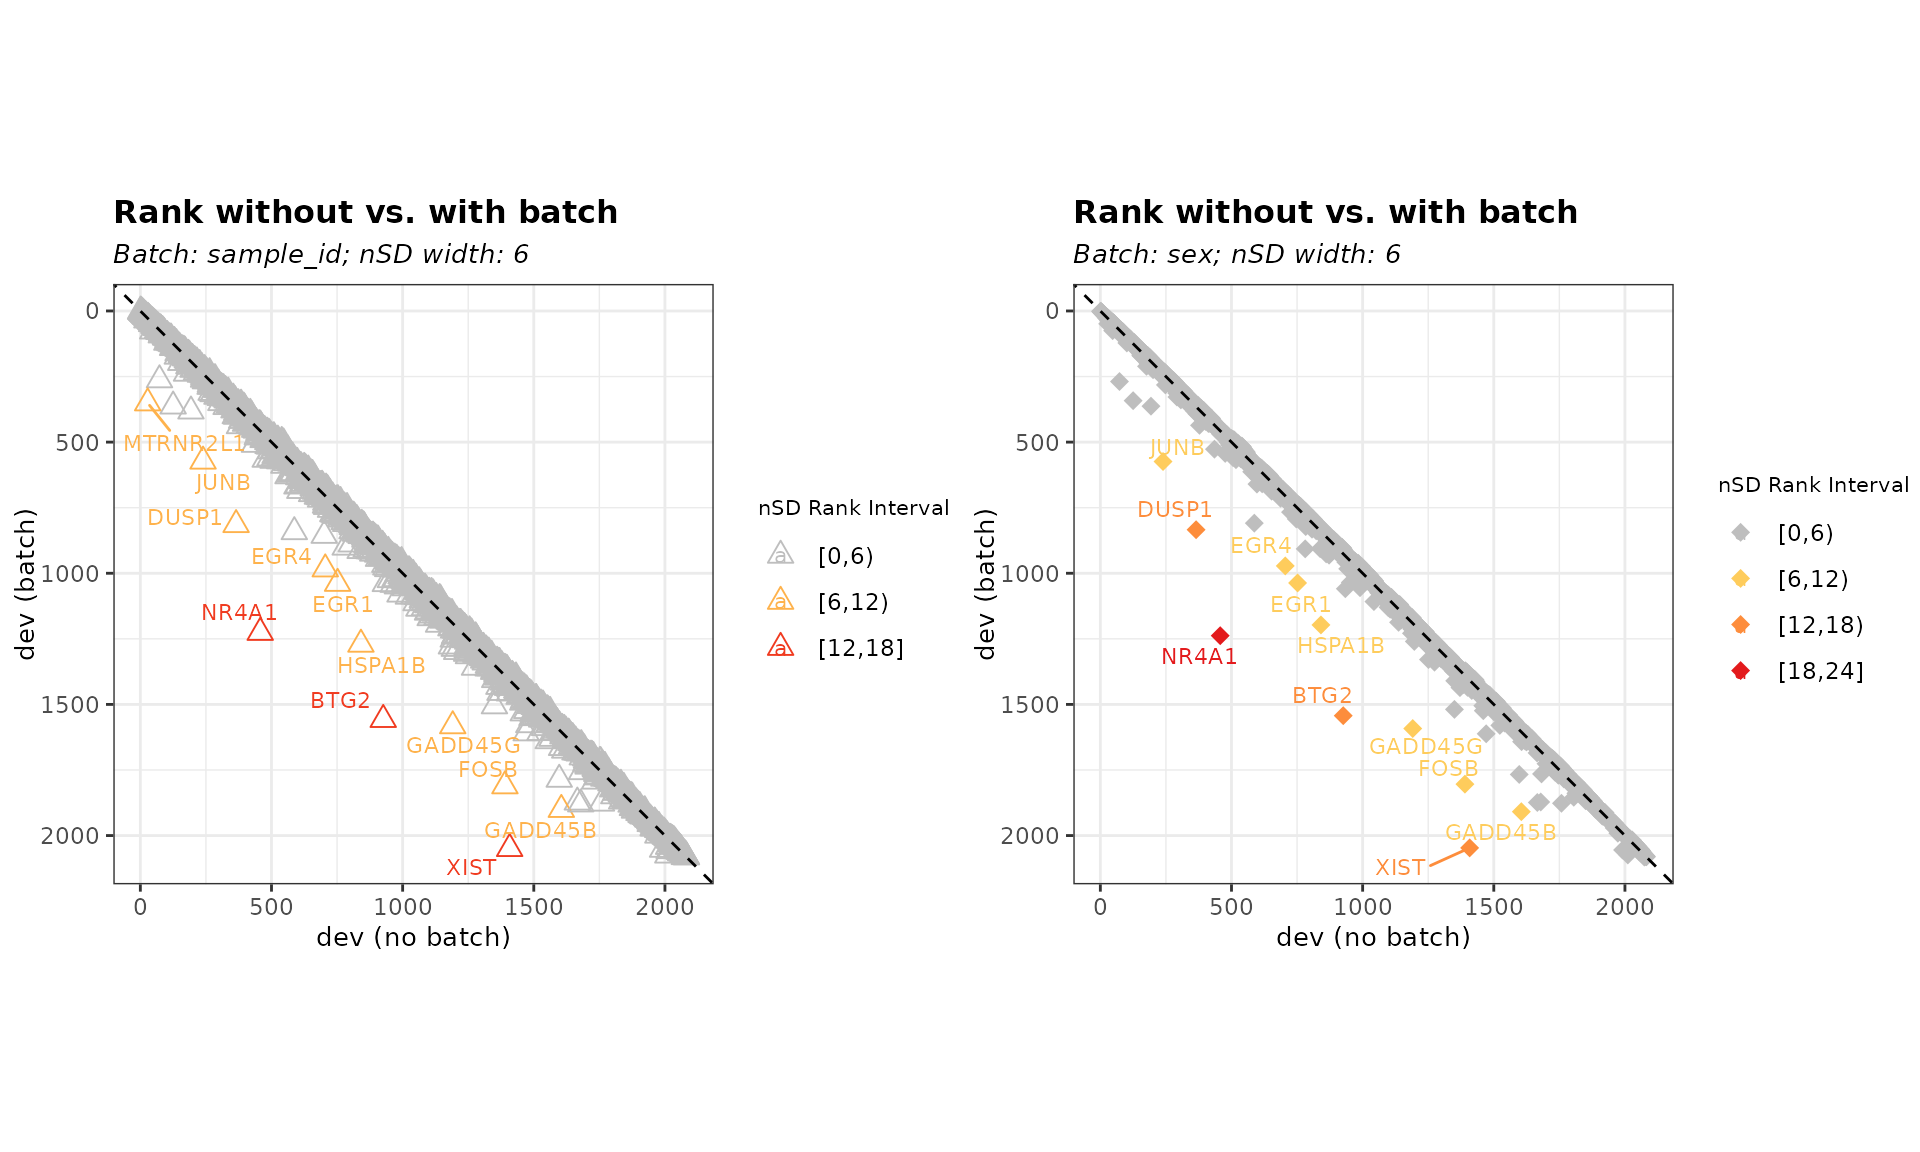 Rank without vs. with batch
Batch: sample_id; nSD width: 6
dev (batch)
0
500
1000
1500
2000
MTRNR2L1
JUNB
DUSP1
EGR4
EGR1
NR4A1
HSPA1B
BTG2
GADD45G
FOSB
GADD45B
XIST
0
500
1000
1500
2000
dev (no batch)
nSD Rank Interval
a [0,6)
a [6,12)
a [12,18]
Rank without vs. with batch
Batch: sex; nSD width: 6
dev (batch)
0
500
1000
1500
2000
JUNB
DUSP1
EGR4
EGR1
HSPA1B
NR4A1
BTG2
GADD45G
FOSB
GADD45B
XIST
0
500
1000
1500
2000
dev (no batch)
nSD Rank Interval
[0,6)
[6,12)
[12,18)
[18,24]